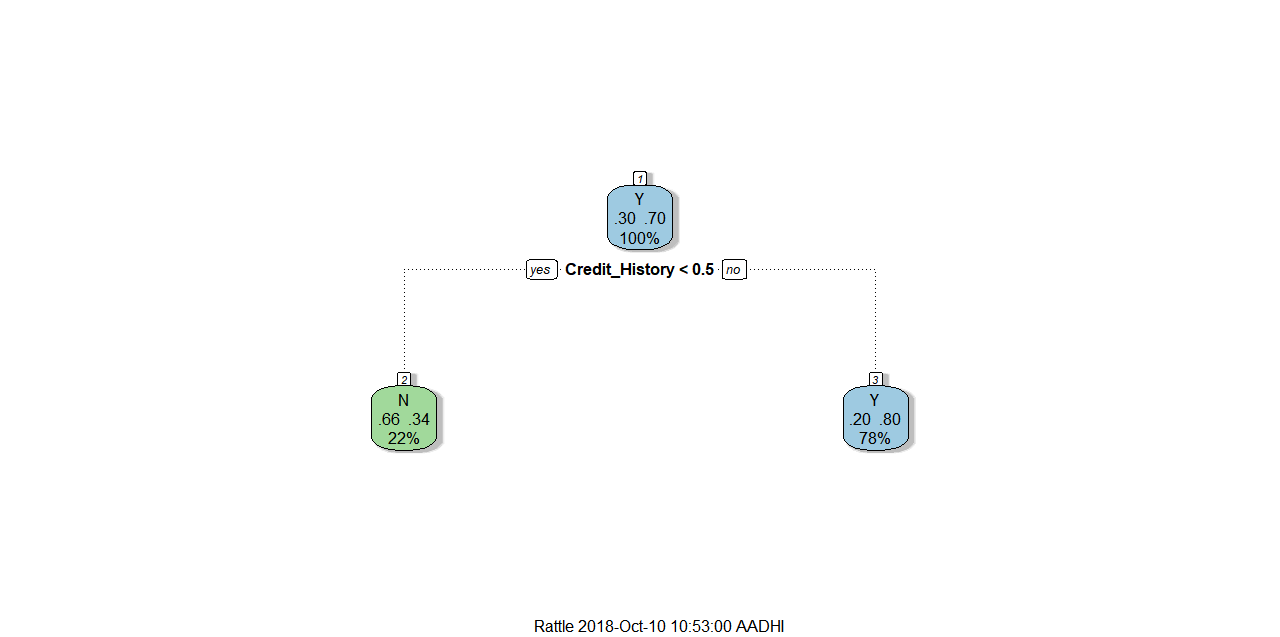 1
Y
.30 .70
100%
yes Credit_History < 0.5 no
2
N
.66 .34
22%
3
Y
.20 .80
78%
Rattle 2018-Oct-10 10:53:00 AADHI